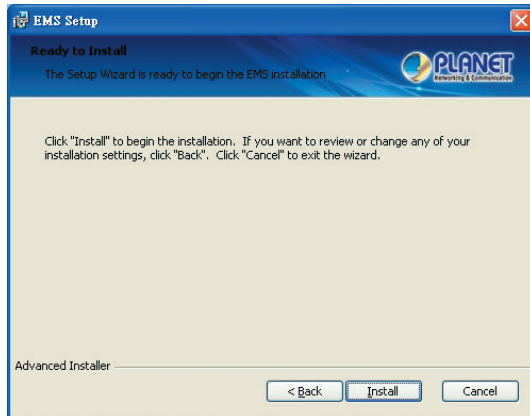 EMS Setup
Ready to Install
The Setup Wizard is ready to begin the EMS installation
PLANET
Networking & Communication
Click "Install" to begin the installation. If you want to review or change any of your
installation settings, click "Back". Click "Cancel" to exit the wizard.
Advanced Installer
< Back
Install
Cancel